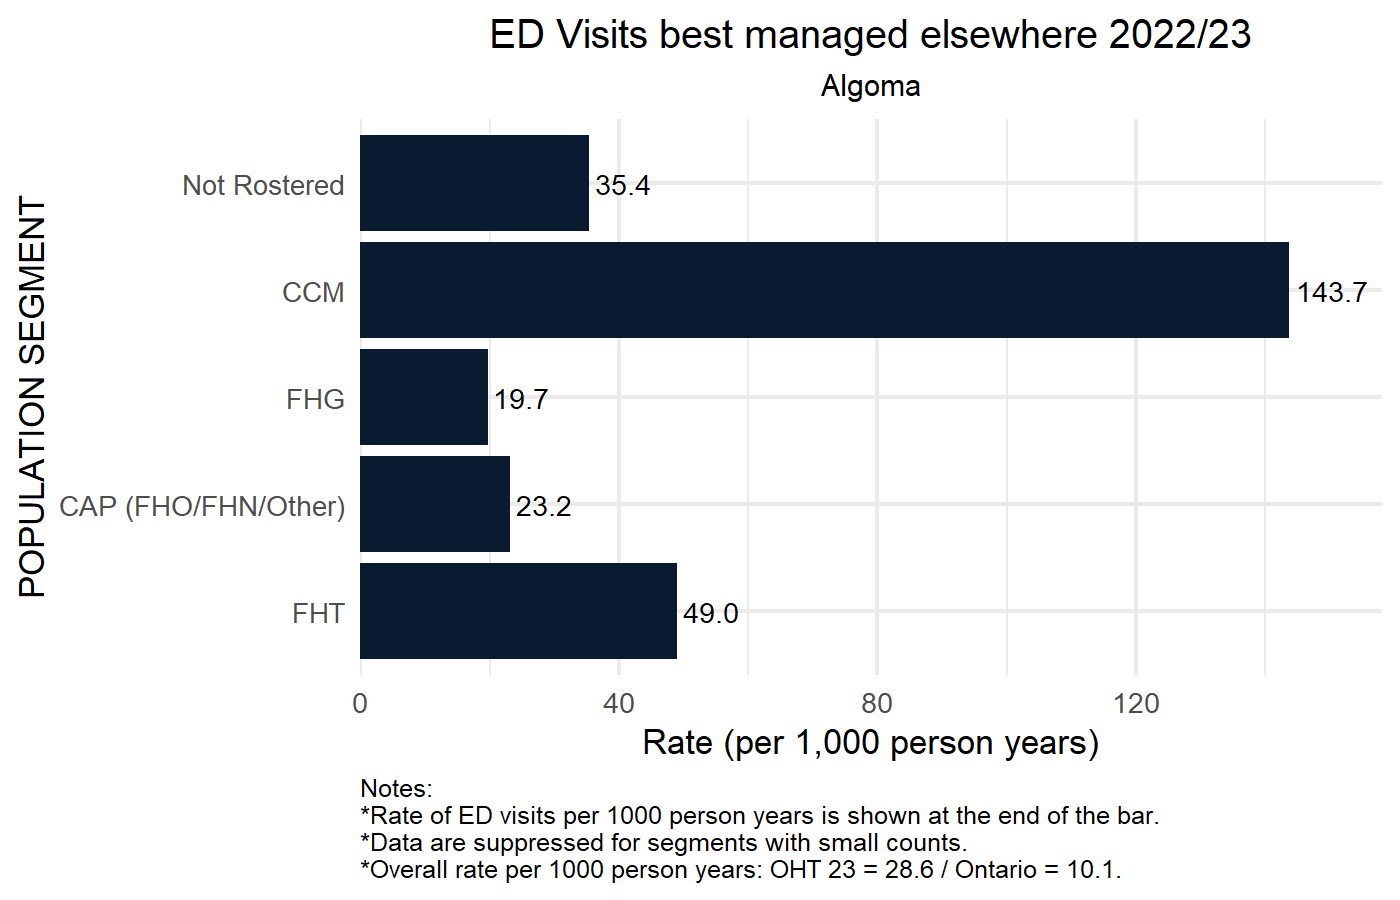 ED Visits best managed elsewhere 2022/23
Algoma
POPULATION SEGMENT
Not Rostered
35.4
CCM
143.7
FHG
19.7
CAP (FHO/FHN/Other)
23.2
FHT
49.0
0
40
80
120
Rate (per 1,000 person years)
Notes:
*Rate of ED visits per 1000 person years is shown at the end of the bar.
*Data are suppressed for segments with small counts.
*Overall rate per 1000 person years: OHT 23 = 28.6 / Ontario = 10.1.